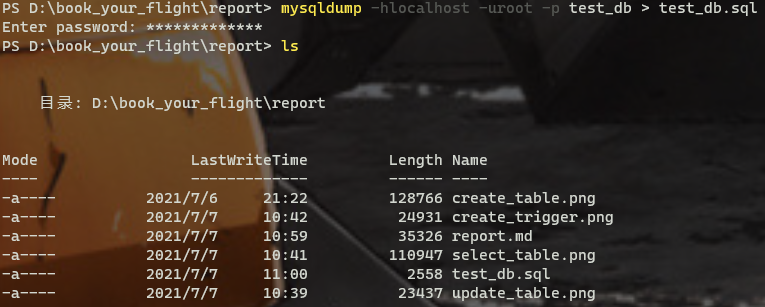 PS D:\book_your_flight\report> mysqldump -hlocalhost -uroot -p test_db > test_db.sql
Enter password: *************
PS D:\book_your_flight\report> ls
目录: D:\book_your_flight\report
Mode                 LastWriteTime         Length Name
----                 -------------         ------ ----
-a----          2021/7/6     21:22         128766 create_table.png
-a----          2021/7/7     10:42          24931 create_trigger.png
-a----          2021/7/7     10:59          35326 report.md
-a----          2021/7/7     10:41         110947 select_table.png
-a----          2021/7/7     11:00           2558 test_db.sql
-a----          2021/7/7     10:39          23437 update_table.png